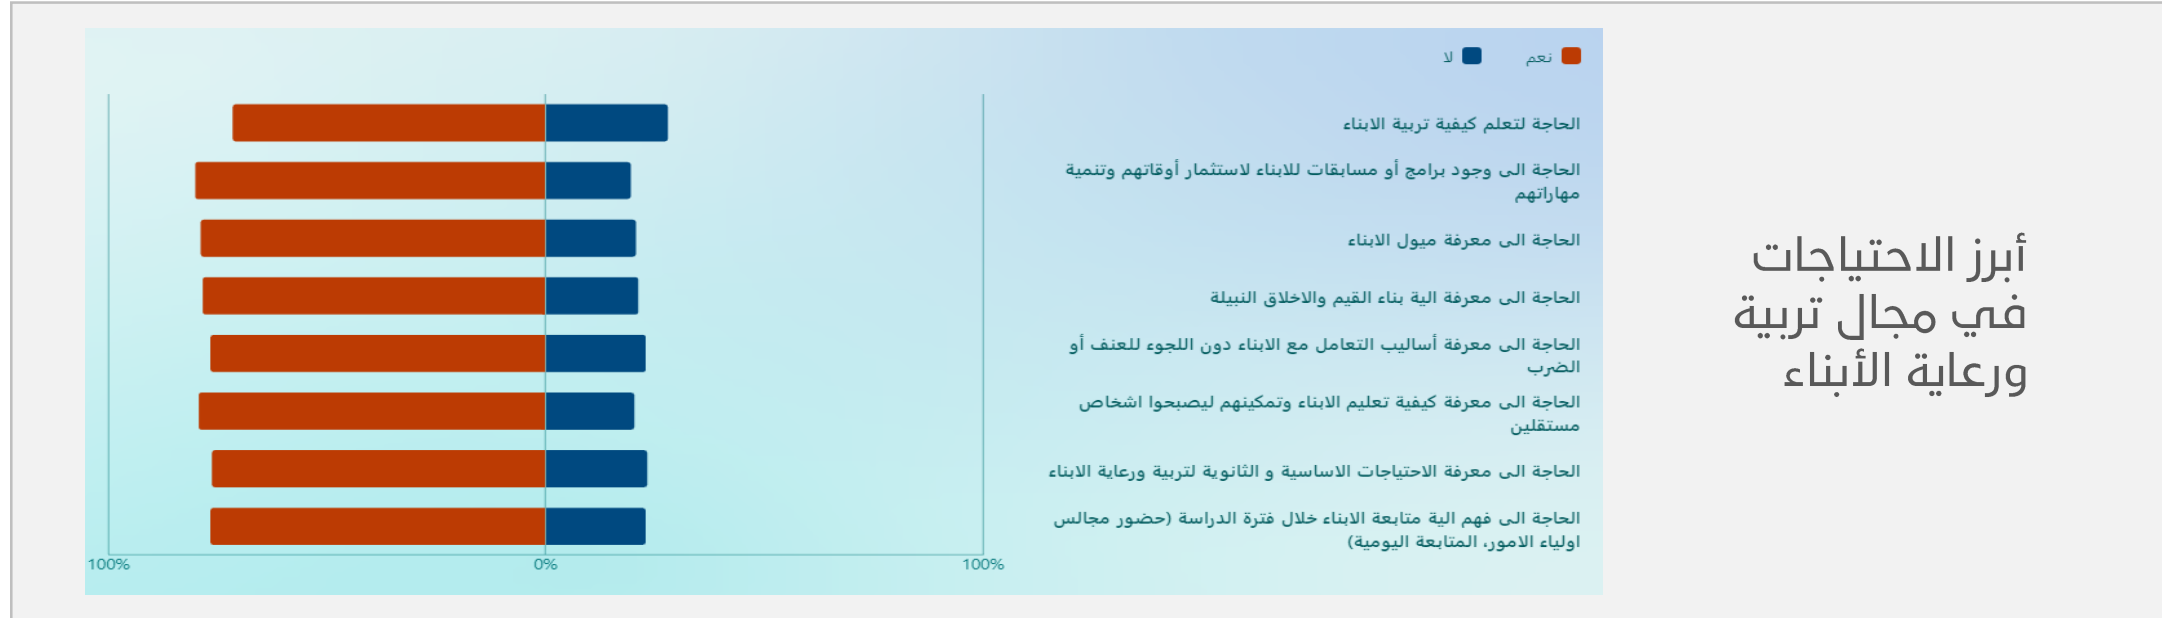 أبرز الاحتياجات
في مجال تربية
ورعاية الأبناء
نعم
لا
الحاجة لتعلم كيفية تربية الابناء
الحاجة الى وجود برامج أو مسابقات للابناء لاستثمار أوقاتهم وتنمية
مهاراتهم
الحاجة الى معرفة ميول الابناء
الحاجة الى معرفة الية بناء القيم والاخلاق النبيلة
الحاجة الى معرفة أساليب التعامل مع الابناء دون اللجوء للعنف أو
الضرب
الحاجة الى معرفة كيفية تعليم الابناء وتمكينهم ليصبحوا اشخاص
مستقلين
الحاجة الى معرفة الاحتياجات الاساسية و الثانوية لتربية ورعاية الابناء
الحاجة الى فهم الية متابعة الابناء خلال فترة الدراسة (حضور مجالس
اولياء الامور، المتابعة اليومية)
100%
0%
100%